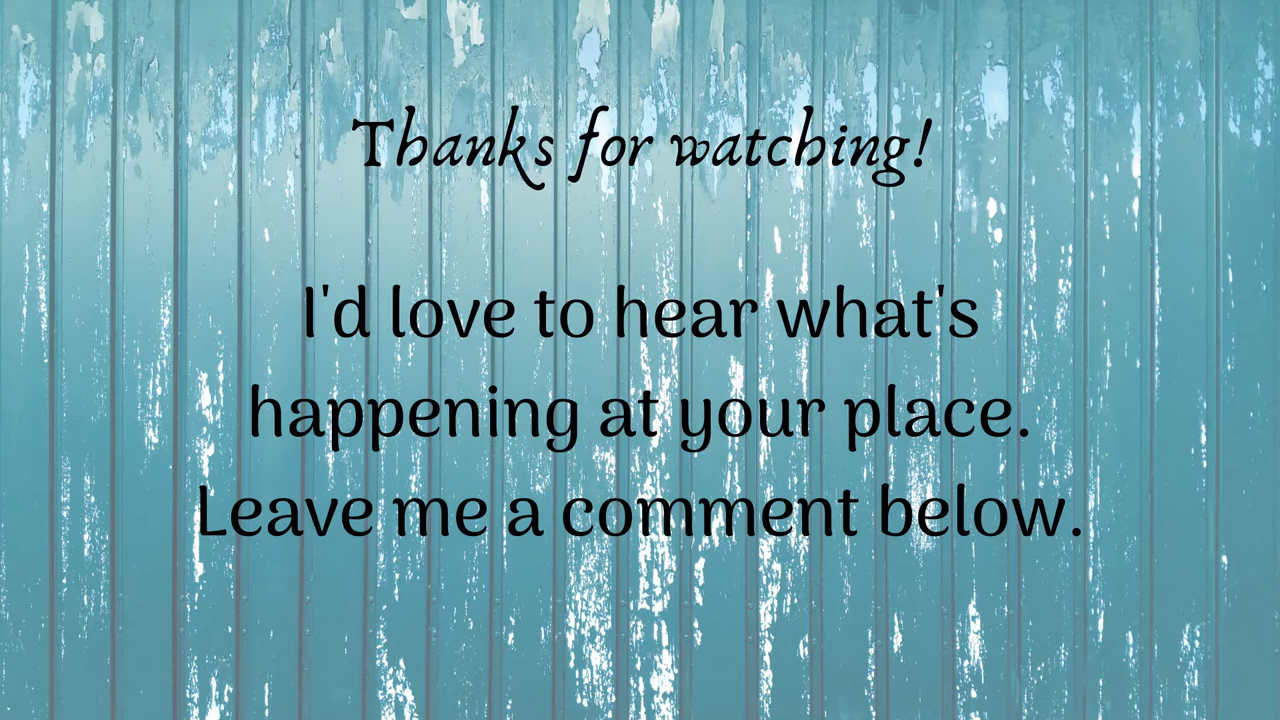 Thanks for watching!
I'd love to hear what's
happening at your place.
Leave me a comment below.